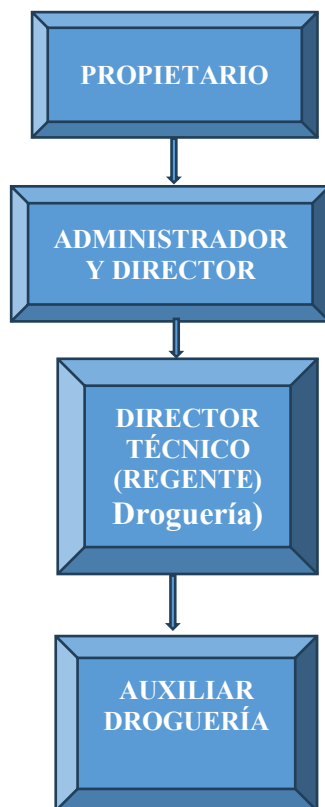 PROPIETARIO
ADMINISTRADOR
Y DIRECTOR
DIRECTOR
TÉCNICO
(REGENTE)
Droguería)
AUXILIAR
DROGUERÍA